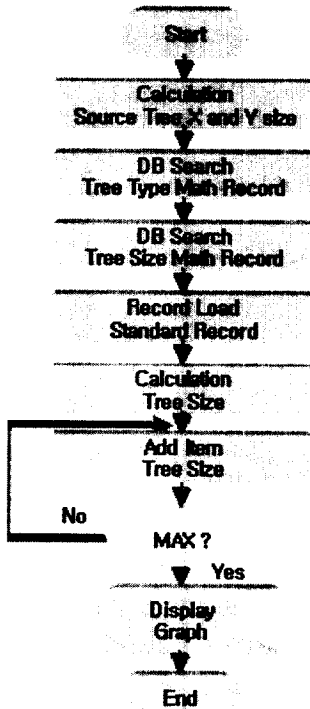 Start
Calculation
Source Tree X and Y size
DB Search
Tree Type Math Record
DB Search
Tree Size Math Record
Record Load
Standard Record
Calculation
Tree Size
Add Item
Tree Size
No
MAX ?
Yes
Display
Graph
End